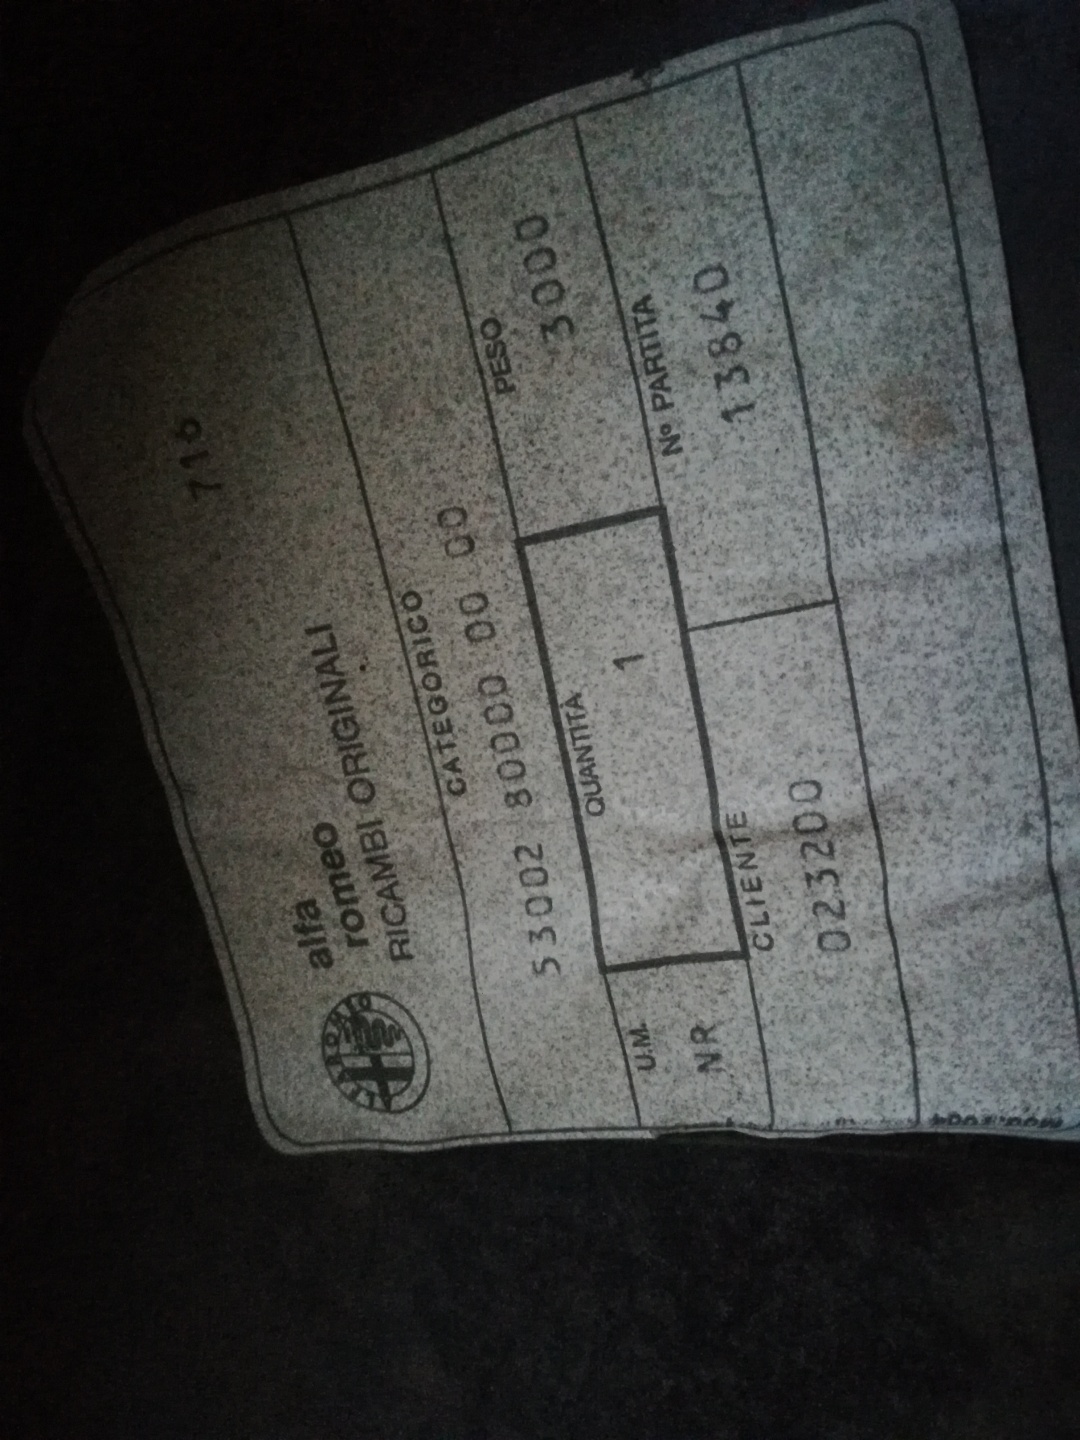 716
alfa
romeo
RICAMBI ORIGINALI
CATEGORICO
53002 80000 00 00
U.M.
NR
QUANTITÀ
1
PESO
3000
CLIENTE
023200
Nº PARTITA
13840